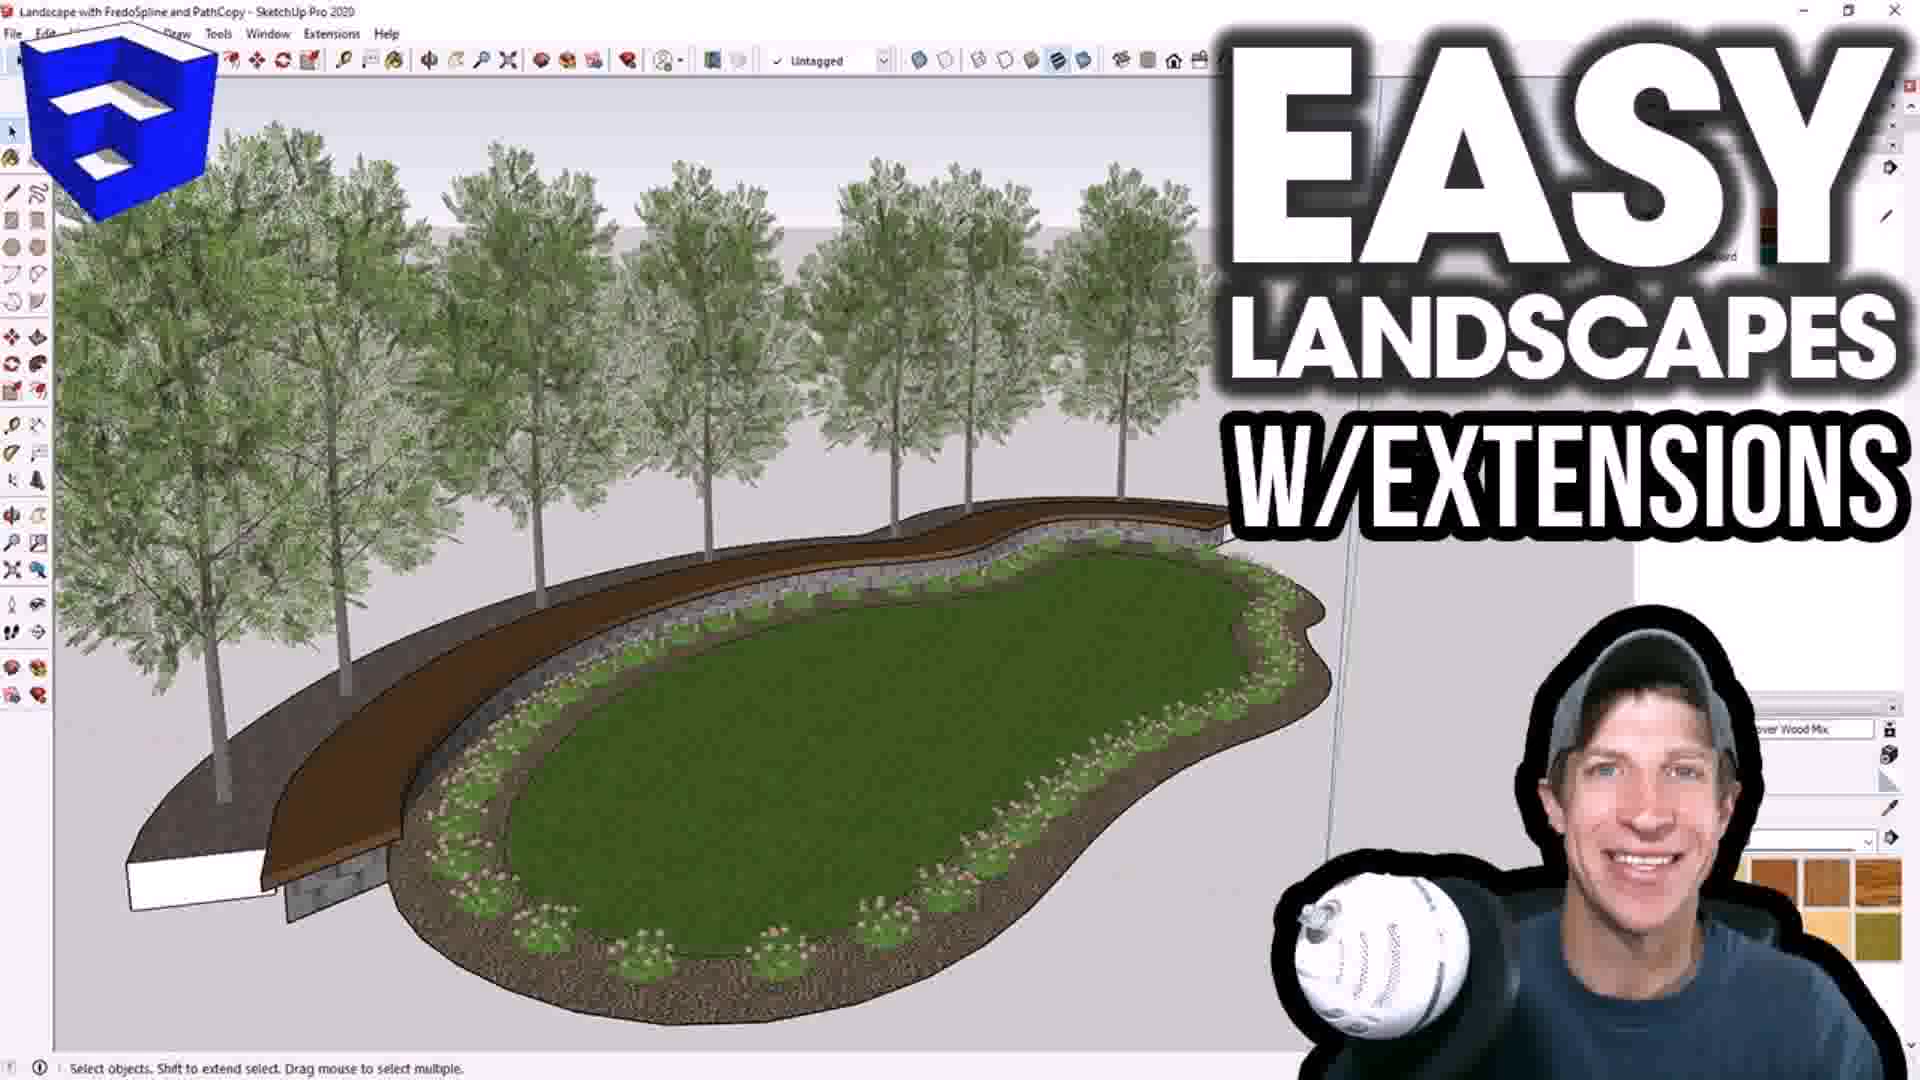 Landscape with FredoSpline and PathCopy - SketchUp Pro 2020
File Edit Draw Tools Window Extensions Help
Untagged
EASY
LANDSCAPES
W/EXTENSIONS
over Wood Mix
Select objects. Shift to extend select. Drag mouse to select multiple.